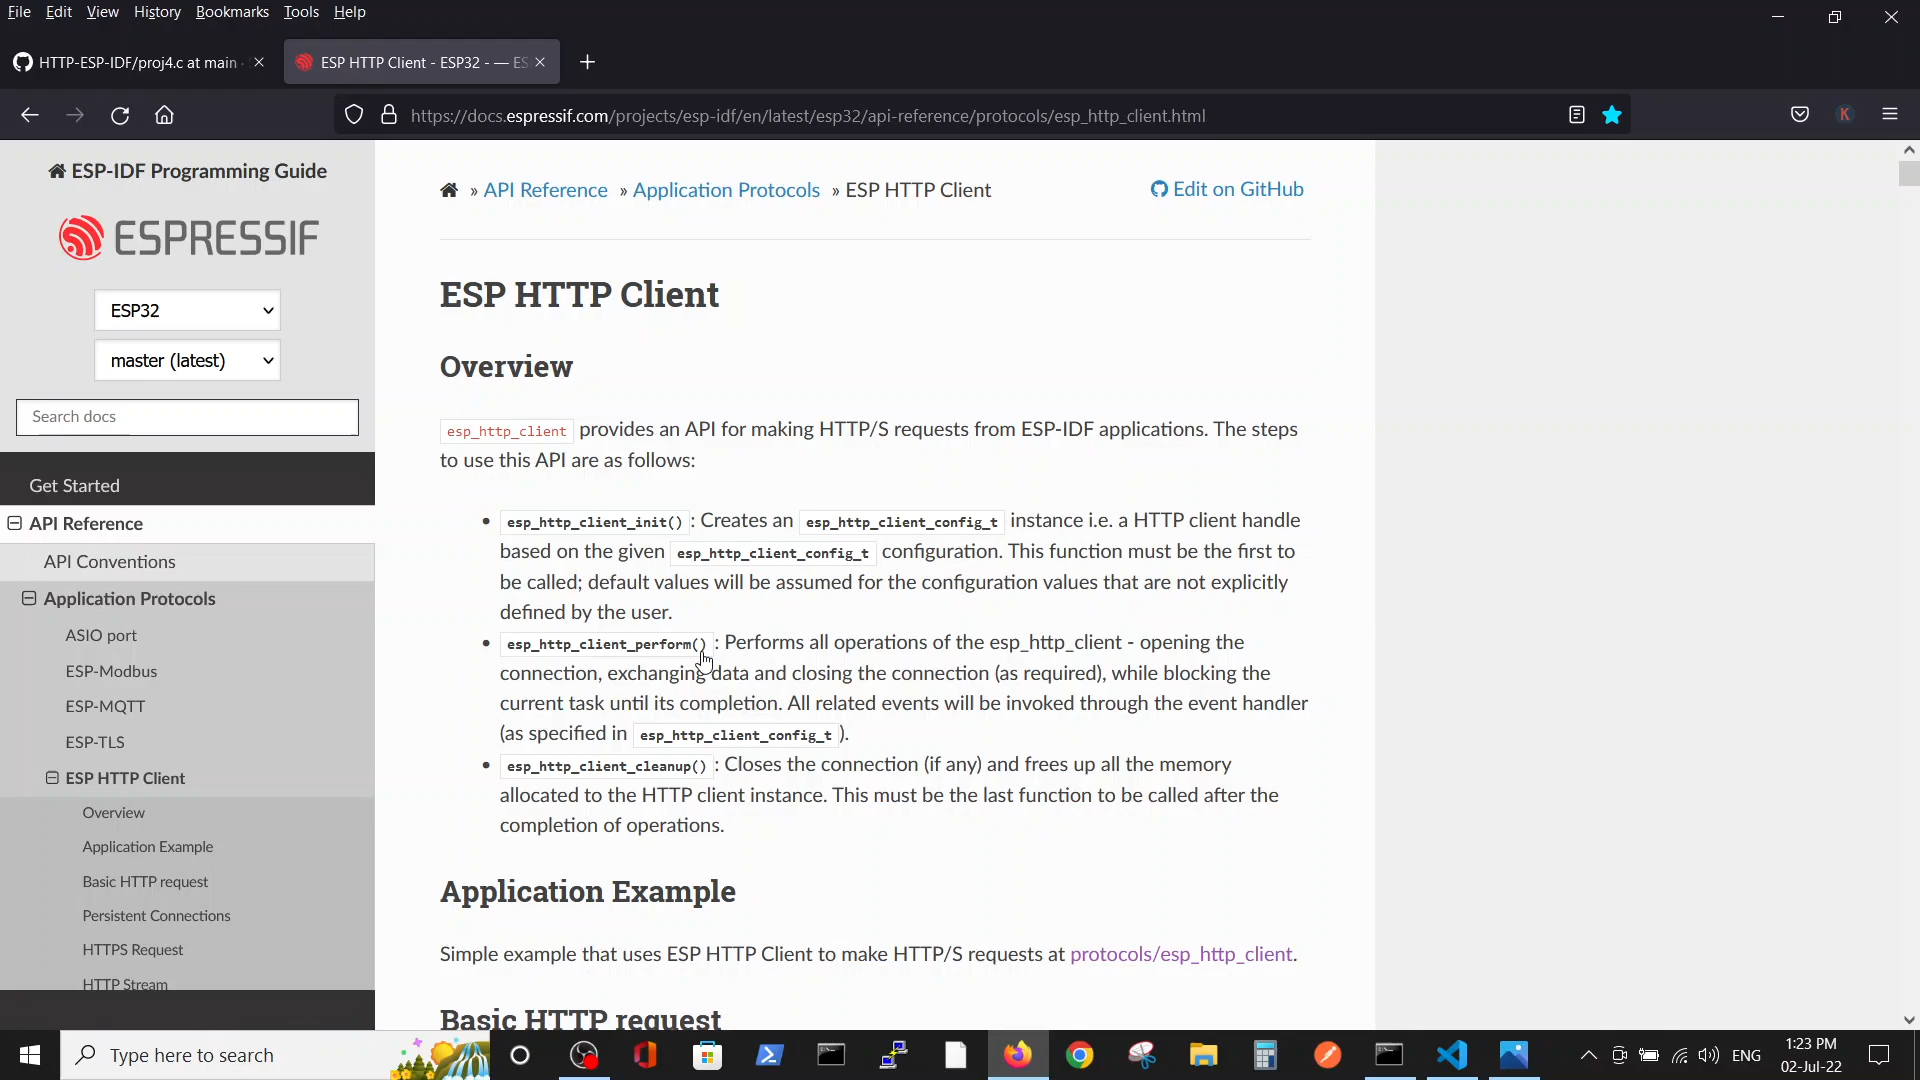 File Edit View History Bookmarks Tools Help
HTTP-ESP-IDF/proj4.c at main ·
ESP HTTP Client - ESP32 - — ES
https://docs.espressif.com/projects/esp-idf/en/latest/esp32/api-reference/protocols/esp_http_client.html
K
ESP-IDF Programming Guide
ESPRESSIF
ESP32
master (latest)
Search docs
Get Started
API Reference
API Conventions
Application Protocols
ASIO port
ESP-Modbus
ESP-MQTT
ESP-TLS
ESP HTTP Client
Overview
Application Example
Basic HTTP request
Persistent Connections
HTTPS Request
HTTP Stream
» API Reference » Application Protocols » ESP HTTP Client
Edit on GitHub
ESP HTTP Client
Overview
esp_http_client provides an API for making HTTP/S requests from ESP-IDF applications. The steps
to use this API are as follows:
• esp_http_client_init() : Creates an esp_http_client_config_t instance i.e. a HTTP client handle
based on the given esp_http_client_config_t configuration. This function must be the first to
be called; default values will be assumed for the configuration values that are not explicitly
defined by the user.
• esp_http_client_perform() : Performs all operations of the esp_http_client - opening the
connection, exchanging data and closing the connection (as required), while blocking the
current task until its completion. All related events will be invoked through the event handler
(as specified in esp_http_client_config_t ).
• esp_http_client_cleanup() : Closes the connection (if any) and frees up all the memory
allocated to the HTTP client instance. This must be the last function to be called after the
completion of operations.
Application Example
Simple example that uses ESP HTTP Client to make HTTP/S requests at protocols/esp_http_client.
Basic HTTP request
Type here to search
ENG
1:23 PM
02-Jul-22